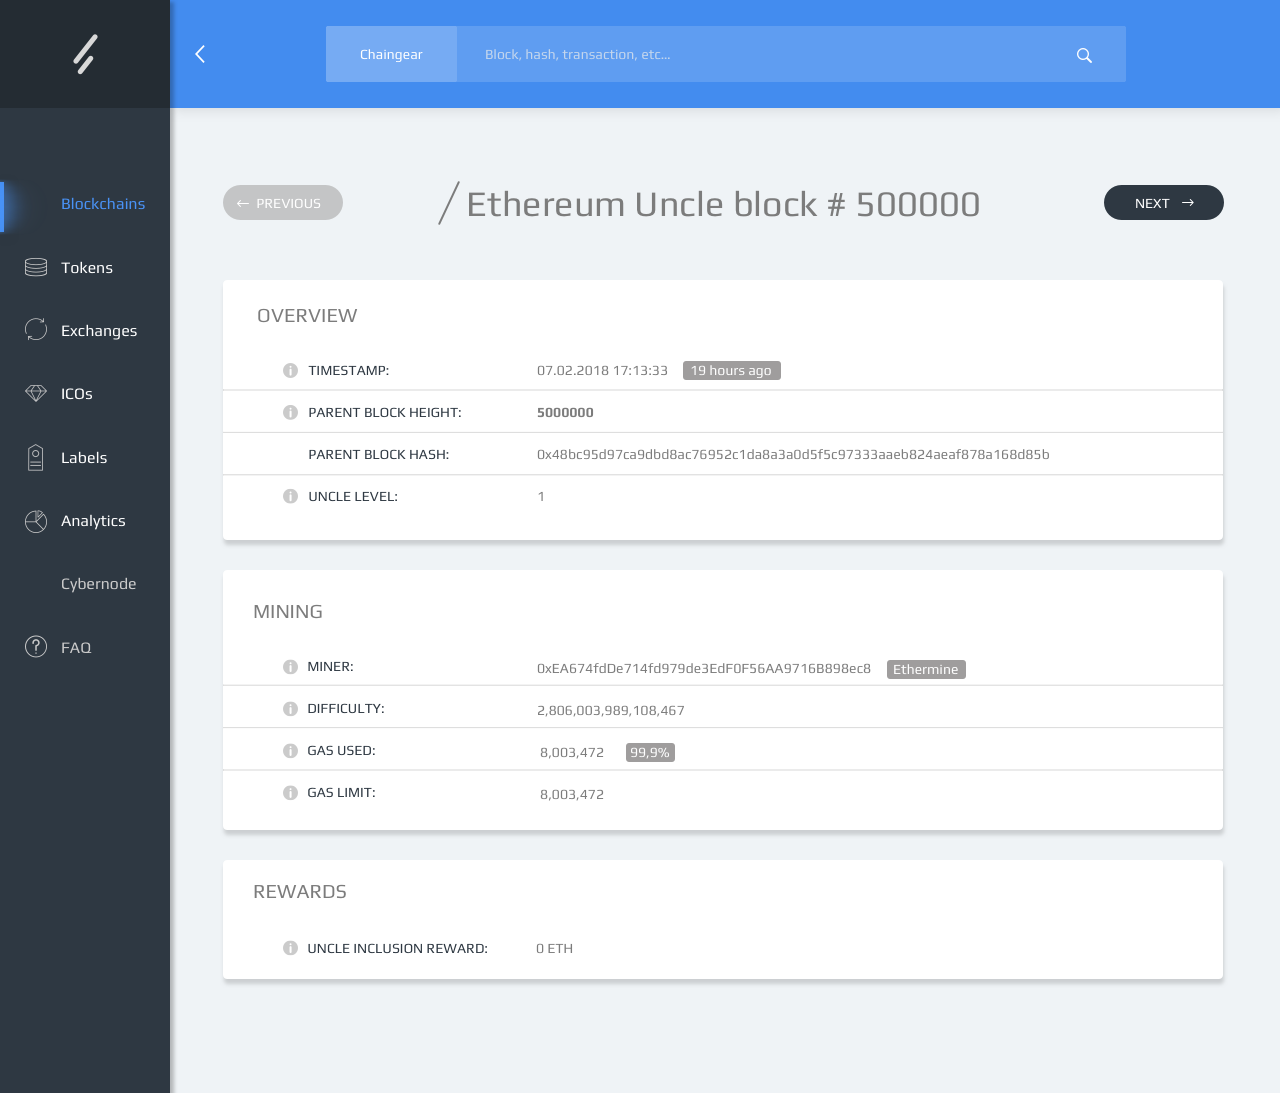 Chaingear
Block, hash, transaction, etc...
Blockchains
Tokens
Exchanges
ICOs
Labels
Analytics
Cybernode
FAQ
← PREVIOUS
/ Ethereum Uncle block # 500000
NEXT →
OVERVIEW
TIMESTAMP: 07.02.2018 17:13:33 19 hours ago
PARENT BLOCK HEIGHT: 5000000
PARENT BLOCK HASH: 0x48bc95d97ca9dbd8ac76952c1da8a3a0d5f5c97333aaeb824aeaf878a168d85b
UNCLE LEVEL: 1
MINING
MINER: 0xEA674fdDe714fd979de3EdF0F56AA9716B898ec8 Ethermine
DIFFICULTY: 2,806,003,989,108,467
GAS USED: 8,003,472 99,9%
GAS LIMIT: 8,003,472
REWARDS
UNCLE INCLUSION REWARD: 0 ETH